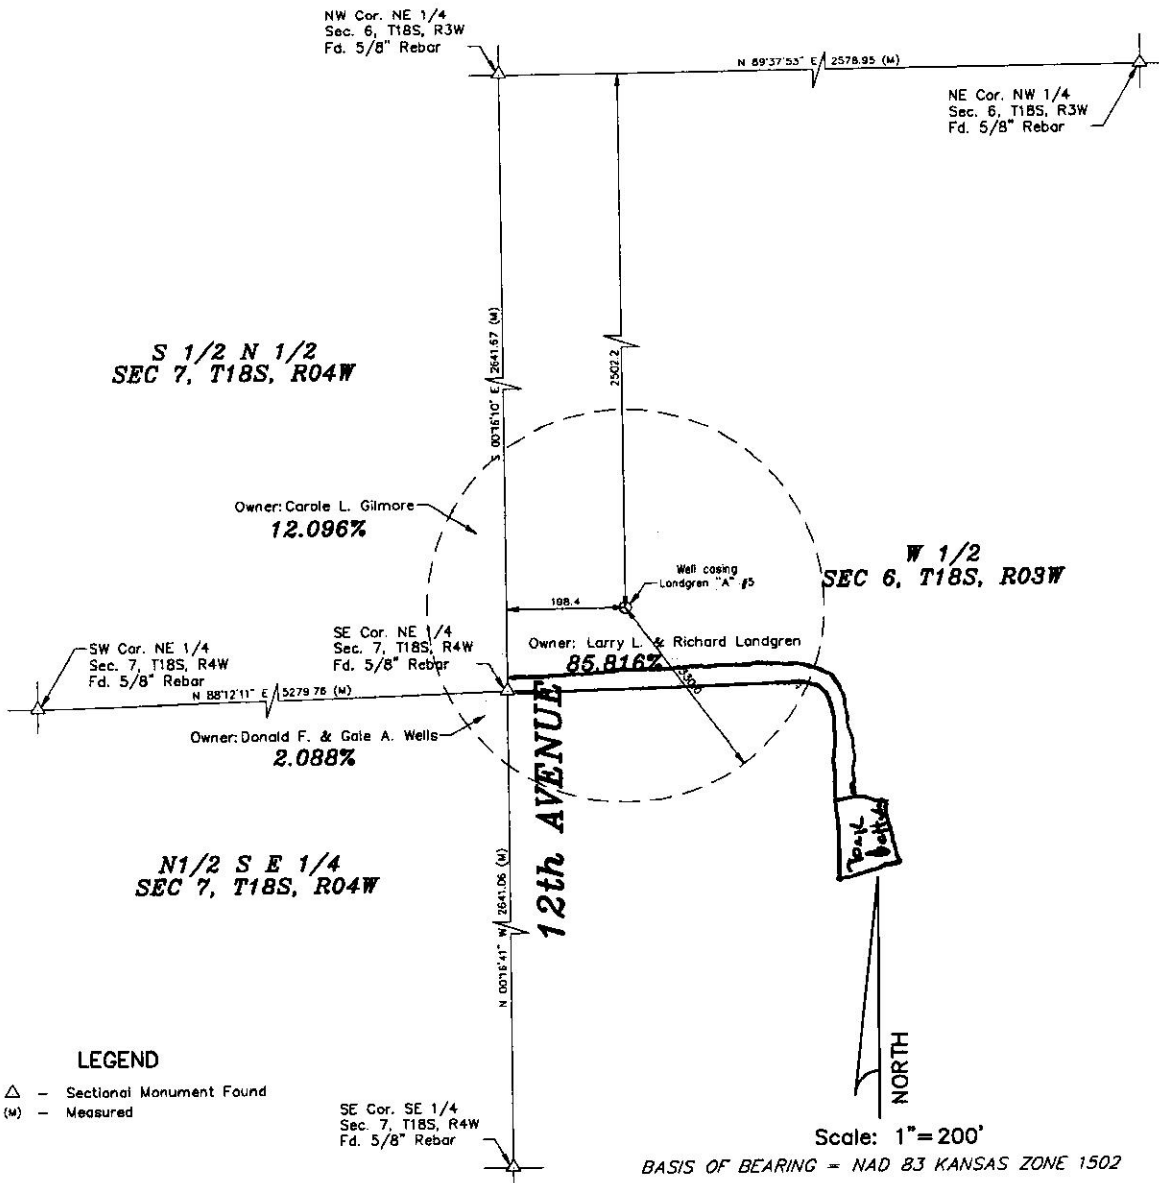 NW Cor. NE 1/4
Sec. 6, T18S, R3W
Fd. 5/8" Rebar
N 89°37'53" E 2578.95 (M)
NE Cor. NW 1/4
Sec. 6, T18S, R3W
Fd. 5/8" Rebar
S 00°16'10" E 2641.67 (M)
2502.2
S 1/2 N 1/2
SEC 7, T18S, R04W
Owner: Carole L. Gilmore
12.096%
W 1/2
SEC 6, T18S, R03W
Well casing
Londgren "A" #5
198.4
SE Cor. NE 1/4
Sec. 7, T18S, R4W
Fd. 5/8" Rebar
Owner: Larry L. & Richard Londgren
85.816%
SW Cor. NE 1/4
Sec. 7, T18S, R4W
Fd. 5/8" Rebar
N 88°12'11" E 5279.76 (M)
Owner: Donald F. & Gale A. Wells
2.088%
12th AVENUE
Tank
battery
N1/2 S E 1/4
SEC 7, T18S, R04W
N 00°16'41" W 2641.06 (M)
LEGEND
△ – Sectional Monument Found
(M) – Measured
NORTH
SE Cor. SE 1/4
Sec. 7, T18S, R4W
Fd. 5/8" Rebar
Scale: 1"=200'
BASIS OF BEARING = NAD 83 KANSAS ZONE 1502